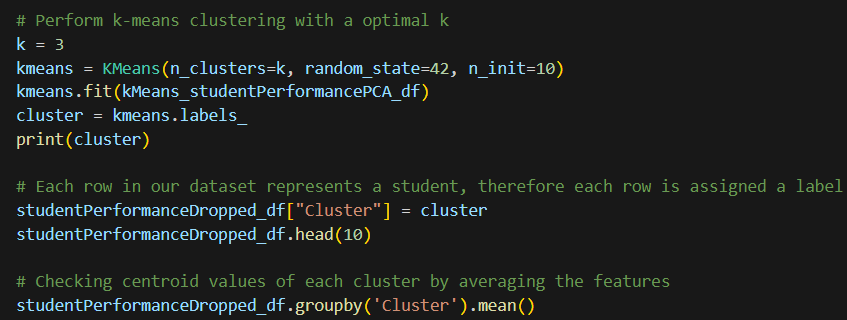 # Perform k-means clustering with a optimal k
k = 3
kmeans = KMeans(n_clusters=k, random_state=42, n_init=10)
kmeans.fit(kMeans_studentPerformancePCA_df)
cluster = kmeans.labels_
print(cluster)
# Each row in our dataset represents a student, therefore each row is assigned a label
studentPerformanceDropped_df["Cluster"] = cluster
studentPerformanceDropped_df.head(10)
# Checking centroid values of each cluster by averaging the features
studentPerformanceDropped_df.groupby('Cluster').mean()